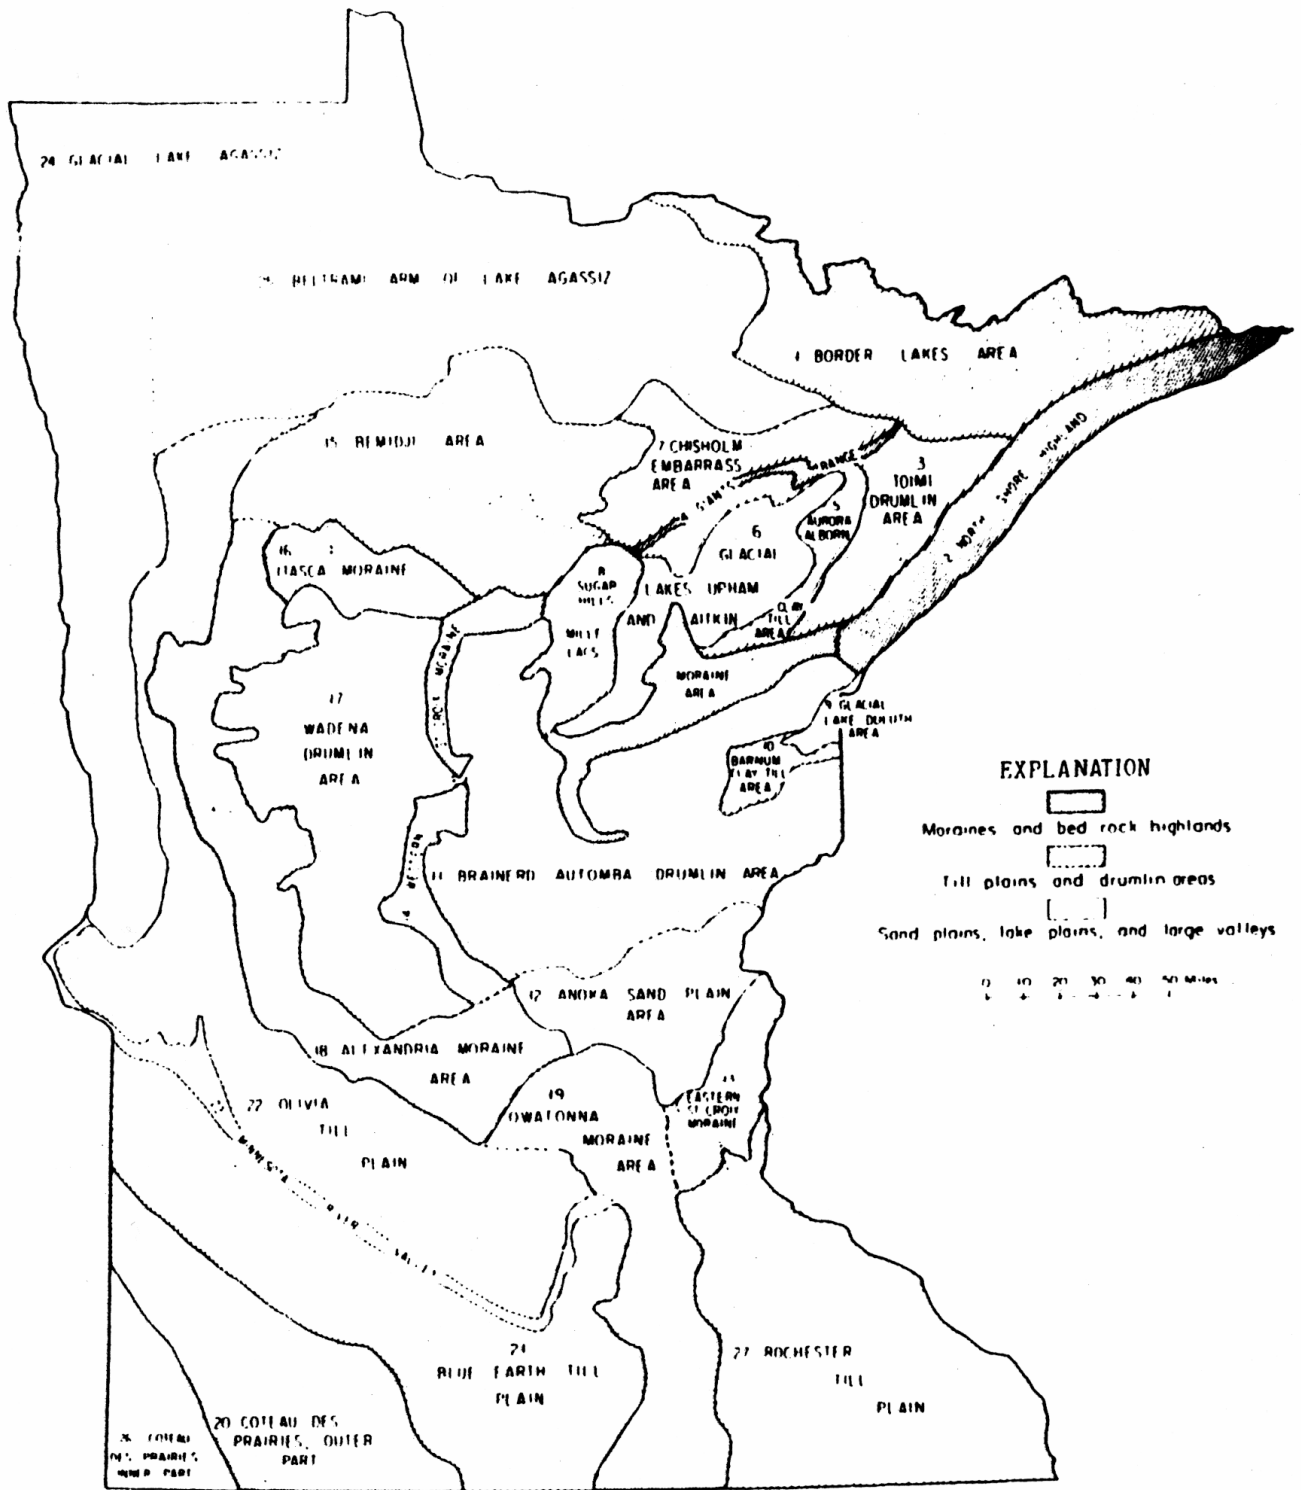 24 GLACIAL LAKE AGASSIZ
BELTRAMI ARM OF LAKE AGASSIZ
1 BORDER LAKES AREA
15 BEMIDJI AREA
7 CHISHOLM
EMBARRASS
AREA
GIANTS RANGE
3
TOIMI
DRUMLIN
AREA
2 NORTH SHORE HIGHLAND
5
AURORA
ALBORN
CLAY
TILL
AREA
6
GLACIAL
LAKES UPHAM
AND AITKIN
16
ITASCA MORAINE
8
SUGAR
HILLS
MILLE
LACS
MORAINE
AREA
CROIX MORAINE
17
WADENA
DRUMLIN
AREA
9 GLACIAL
LAKE DULUTH
AREA
10
BARNUM
CLAY TILL
AREA
EXPLANATION
Moraines and bed rock highlands
Till plains and drumlin areas
Sand plains, lake plains, and large valleys
0 10 20 30 40 50 Miles
11 BRAINERD AUTOMBA DRUMLIN AREA
14
12 ANOKA SAND PLAIN
AREA
18 ALEXANDRIA MORAINE
AREA
EASTERN
ST CROIX
MORAINE
19
OWATONNA
MORAINE
AREA
22 OLIVIA
TILL
PLAIN
MINNESOTA RIVER VALLEY
21
BLUE EARTH TILL
PLAIN
27 ROCHESTER
TILL
PLAIN
20 COTEAU DES
PRAIRIES, OUTER
PART
26 COTEAU
DES PRAIRIES
INNER PART